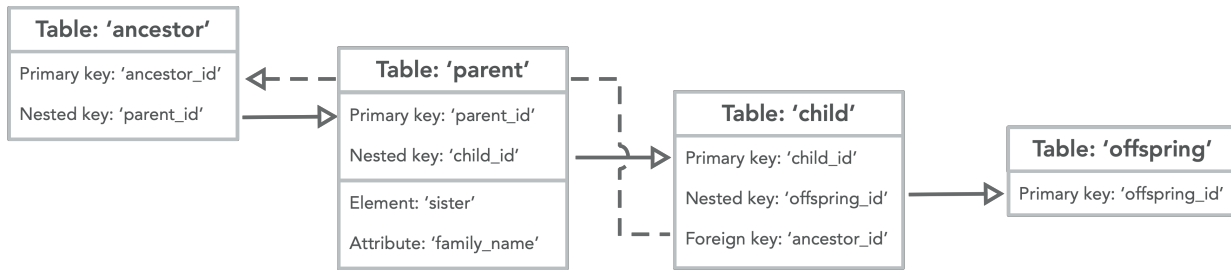 Table: ‘ancestor’
Primary key: ‘ancestor_id’
Nested key: ‘parent_id’
Table: ‘parent’
Primary key: ‘parent_id’
Nested key: ‘child_id’
Element: ‘sister’
Attribute: ‘family_name’
Table: ‘child’
Primary key: ‘child_id’
Nested key: ‘offspring_id’
Foreign key: ‘ancestor_id’
Table: ‘offspring’
Primary key: ‘offspring_id’